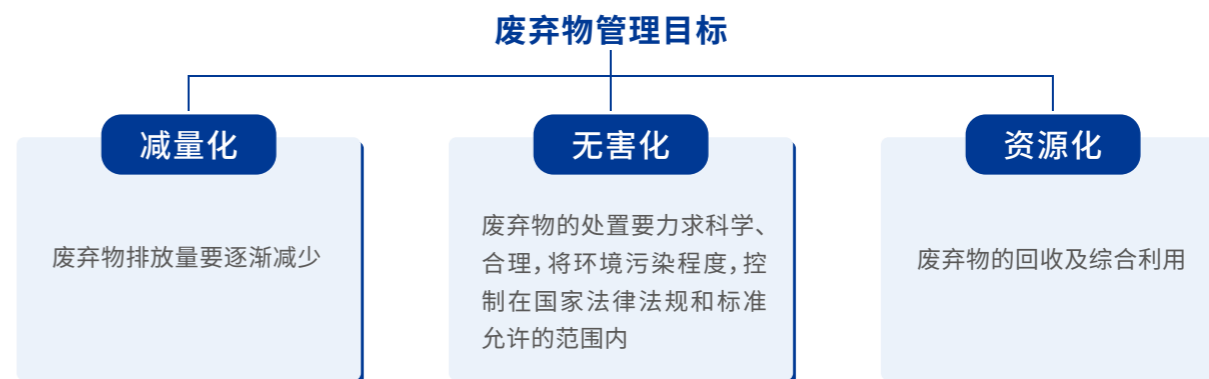 废弃物管理目标
减量化
废弃物排放量要逐渐减少
无害化
废弃物的处置要力求科学、
合理，将环境污染程度，控
制在国家法律法规和标准
允许的范围内
资源化
废弃物的回收及综合利用